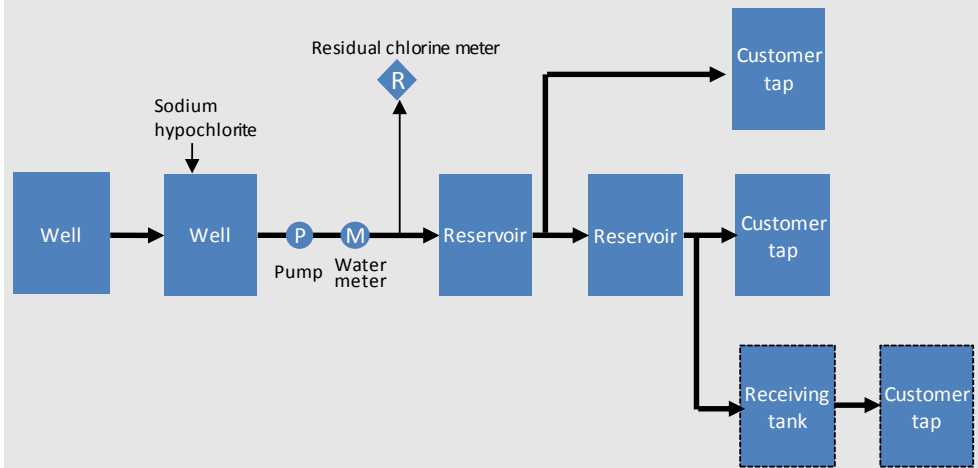 Residual chlorine meter
R
Customer
tap
Sodium
hypochlorite
Well
Well
P
M
Reservoir
Reservoir
Customer
tap
Pump
Water
meter
Receiving
tank
Customer
tap